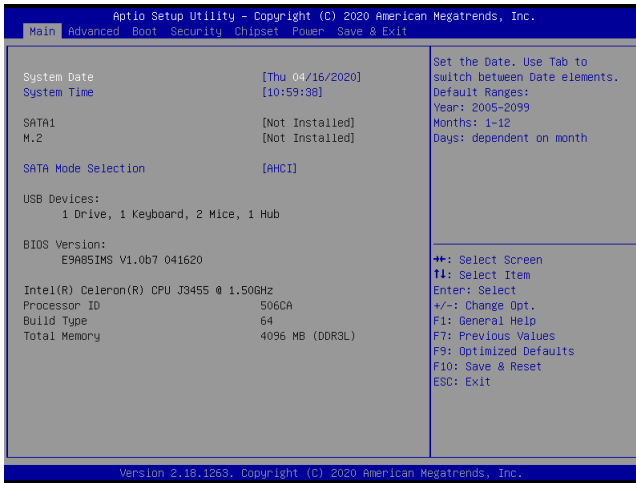 Aptio Setup Utility – Copyright (C) 2020 American Megatrends, Inc.
Main Advanced Boot Security Chipset Power Save & Exit
System Date [Thu 04/16/2020]
System Time [10:59:38]
SATA1 [Not Installed]
M.2 [Not Installed]
SATA Mode Selection [AHCI]
USB Devices:
1 Drive, 1 Keyboard, 2 Mice, 1 Hub
BIOS Version:
E9A85IMS V1.0b7 041620
Intel(R) Celeron(R) CPU J3455 @ 1.50GHz
Processor ID 506CA
Build Type 64
Total Memory 4096 MB (DDR3L)
Set the Date. Use Tab to
switch between Date elements.
Default Ranges:
Year: 2005-2099
Months: 1-12
Days: dependent on month
→←: Select Screen
↑↓: Select Item
Enter: Select
+/-: Change Opt.
F1: General Help
F7: Previous Values
F9: Optimized Defaults
F10: Save & Reset
ESC: Exit
Version 2.18.1263. Copyright (C) 2020 American Megatrends, Inc.